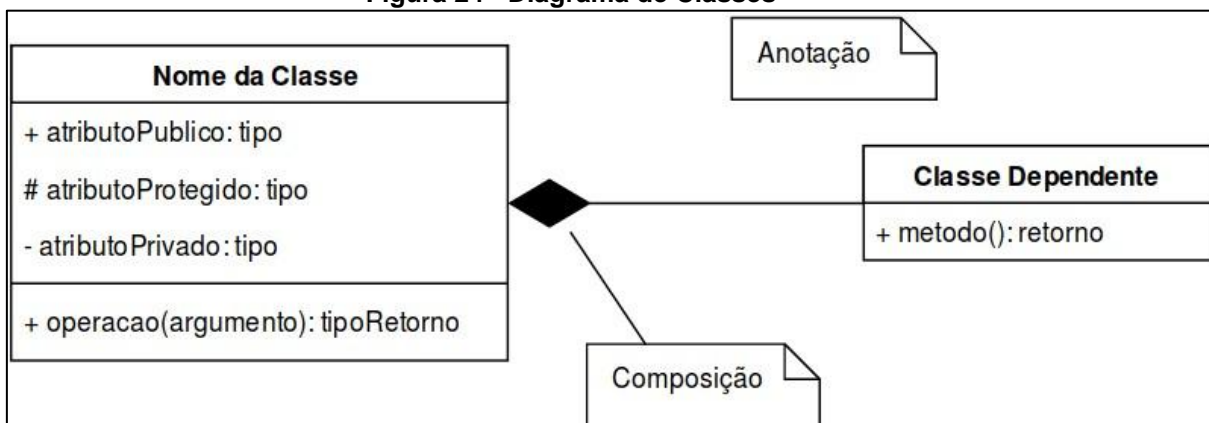 Figura 24 - Diagrama de Classes
Nome da Classe
+ atributoPublico: tipo
# atributoProtegido: tipo
- atributoPrivado: tipo
+ operacao(argumento): tipoRetorno
Anotação
Classe Dependente
+ metodo(): retorno
Composição